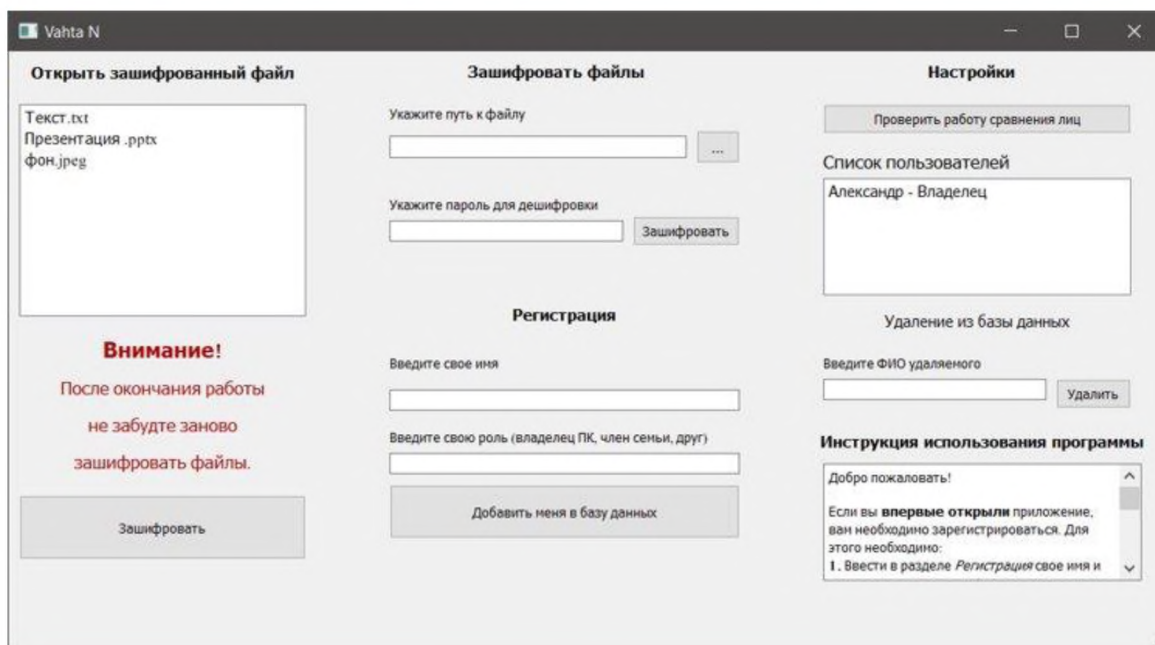 Vahta N
Открыть зашифрованный файл
Текст.txt
Презентация .pptx
фон.jpeg
Внимание!
После окончания работы
не забудте заново
зашифровать файлы.
Зашифровать
Зашифровать файлы
Укажите путь к файлу
...
Укажите пароль для дешифровки
Зашифровать
Регистрация
Введите свое имя
Введите свою роль (владелец ПК, член семьи, друг)
Добавить меня в базу данных
Настройки
Проверить работу сравнения лиц
Список пользователей
Александр - Владелец
Удаление из базы данных
Введите ФИО удаляеного
Удалить
Инструкция использования программы
Добро пожаловать!
Если вы впервые открыли приложение,
вам необходимо зарегистрироваться. Для
этого необходимо:
1. Ввести в разделе Регистрация свое имя и